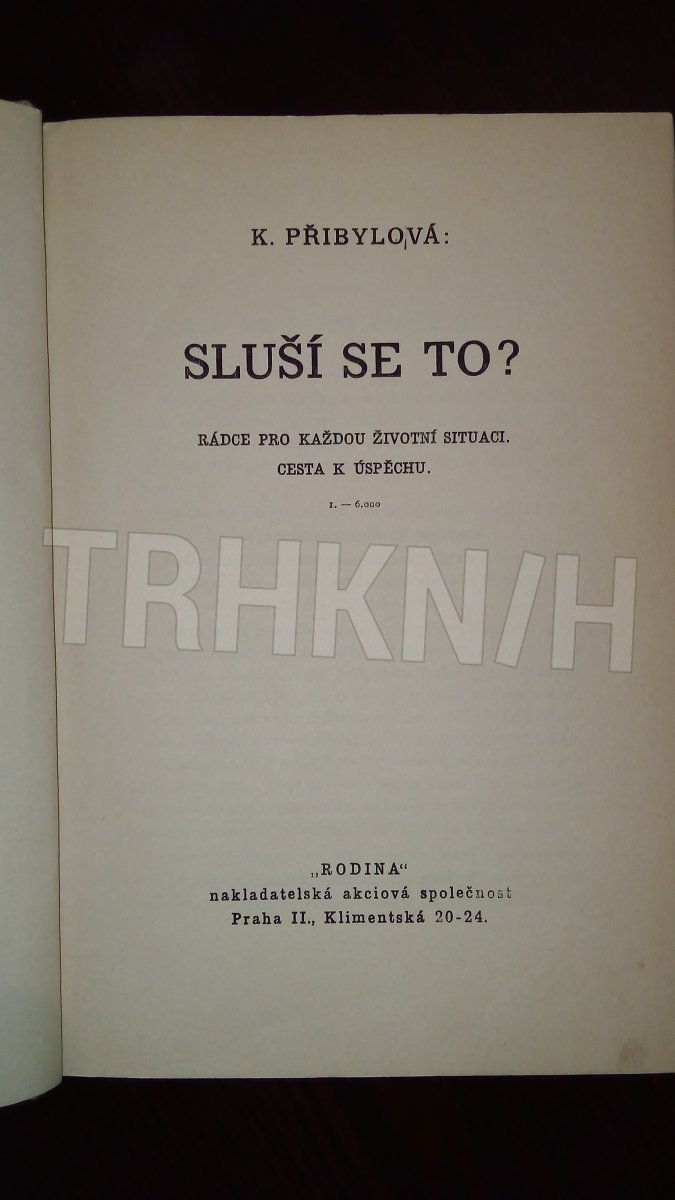 K. PŘIBYLOVÁ:
SLUŠÍ SE TO?
RÁDCE PRO KAŽDOU ŽIVOTNÍ SITUACI.
CESTA K ÚSPĚCHU.
1. — 6.000
TRHKNIH
„RODINA“
nakladatelská akciová společnost
Praha II., Klimentská 20-24.